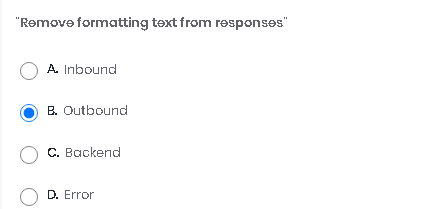 "Remove formatting text from responses"
A. Inbound
B. Outbound
C. Backend
D. Error